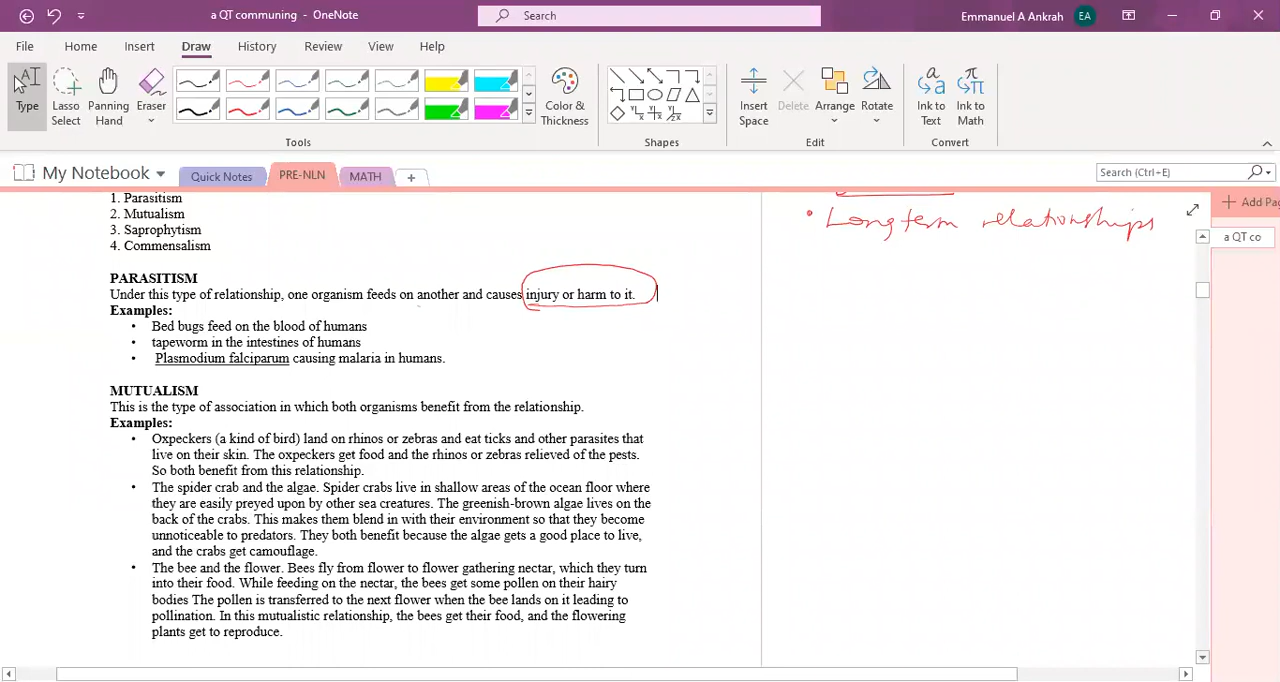 a QT communing - OneNote
Search
Emmanuel A Ankrah
EA
File Home Insert Draw History Review View Help
Type
Lasso Select
Panning Hand
Eraser
Color & Thickness
Insert Space
Delete
Arrange
Rotate
Ink to Text
Ink to Math
Tools
Shapes
Edit
Convert
My Notebook
Quick Notes
PRE-NLN
MATH
Search (Ctrl+E)
Add Pag
a QT co
1. Parasitism
2. Mutualism
3. Saprophytism
4. Commensalism
• Long term relationships
PARASITISM
Under this type of relationship, one organism feeds on another and causes injury or harm to it.
Examples:
• Bed bugs feed on the blood of humans
• tapeworm in the intestines of humans
• Plasmodium falciparum causing malaria in humans.
MUTUALISM
This is the type of association in which both organisms benefit from the relationship.
Examples:
• Oxpeckers (a kind of bird) land on rhinos or zebras and eat ticks and other parasites that
live on their skin. The oxpeckers get food and the rhinos or zebras relieved of the pests.
So both benefit from this relationship.
• The spider crab and the algae. Spider crabs live in shallow areas of the ocean floor where
they are easily preyed upon by other sea creatures. The greenish-brown algae lives on the
back of the crabs. This makes them blend in with their environment so that they become
unnoticeable to predators. They both benefit because the algae gets a good place to live,
and the crabs get camouflage.
• The bee and the flower. Bees fly from flower to flower gathering nectar, which they turn
into their food. While feeding on the nectar, the bees get some pollen on their hairy
bodies The pollen is transferred to the next flower when the bee lands on it leading to
pollination. In this mutualistic relationship, the bees get their food, and the flowering
plants get to reproduce.